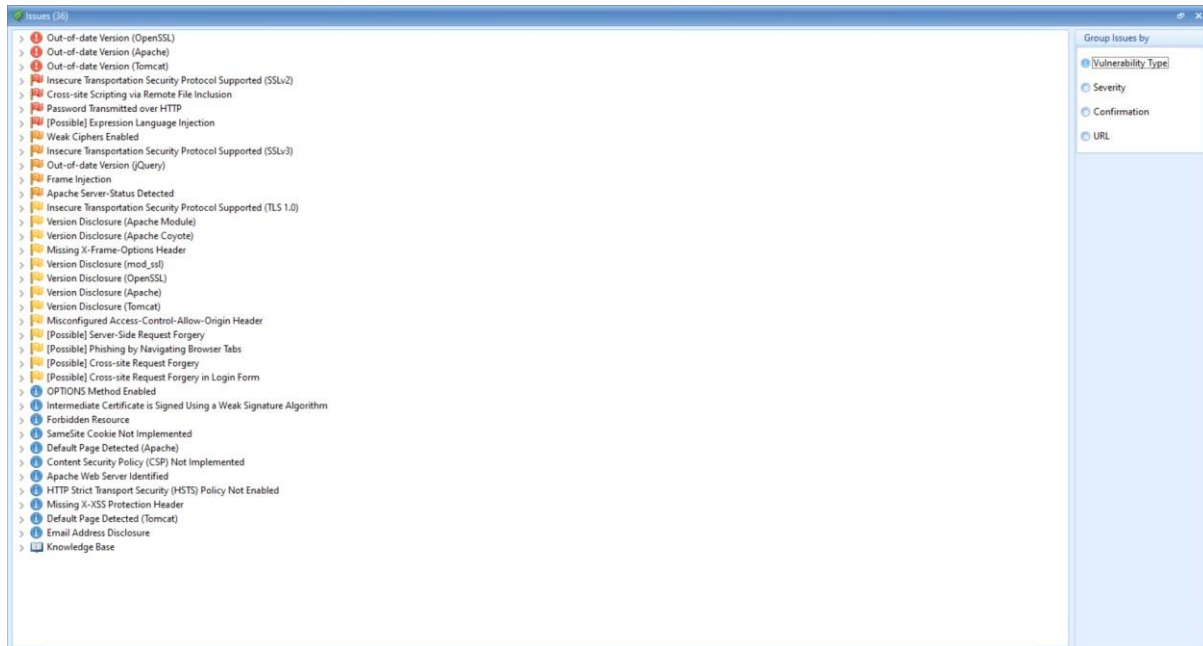 Issues (36)
Out-of-date Version (OpenSSL)
Out-of-date Version (Apache)
Out-of-date Version (Tomcat)
Insecure Transportation Security Protocol Supported (SSLv2)
Cross-site Scripting via Remote File Inclusion
Password Transmitted over HTTP
[Possible] Expression Language Injection
Weak Ciphers Enabled
Insecure Transportation Security Protocol Supported (SSLv3)
Out-of-date Version (jQuery)
Frame Injection
Apache Server-Status Detected
Insecure Transportation Security Protocol Supported (TLS 1.0)
Version Disclosure (Apache Module)
Version Disclosure (Apache Coyote)
Missing X-Frame-Options Header
Version Disclosure (mod_ssl)
Version Disclosure (OpenSSL)
Version Disclosure (Apache)
Version Disclosure (Tomcat)
Misconfigured Access-Control-Allow-Origin Header
[Possible] Server-Side Request Forgery
[Possible] Phishing by Navigating Browser Tabs
[Possible] Cross-site Request Forgery
[Possible] Cross-site Request Forgery in Login Form
OPTIONS Method Enabled
Intermediate Certificate is Signed Using a Weak Signature Algorithm
Forbidden Resource
SameSite Cookie Not Implemented
Default Page Detected (Apache)
Content Security Policy (CSP) Not Implemented
Apache Web Server Identified
HTTP Strict Transport Security (HSTS) Policy Not Enabled
Missing X-XSS Protection Header
Default Page Detected (Tomcat)
Email Address Disclosure
Knowledge Base
Group Issues by
Vulnerability Type
Severity
Confirmation
URL